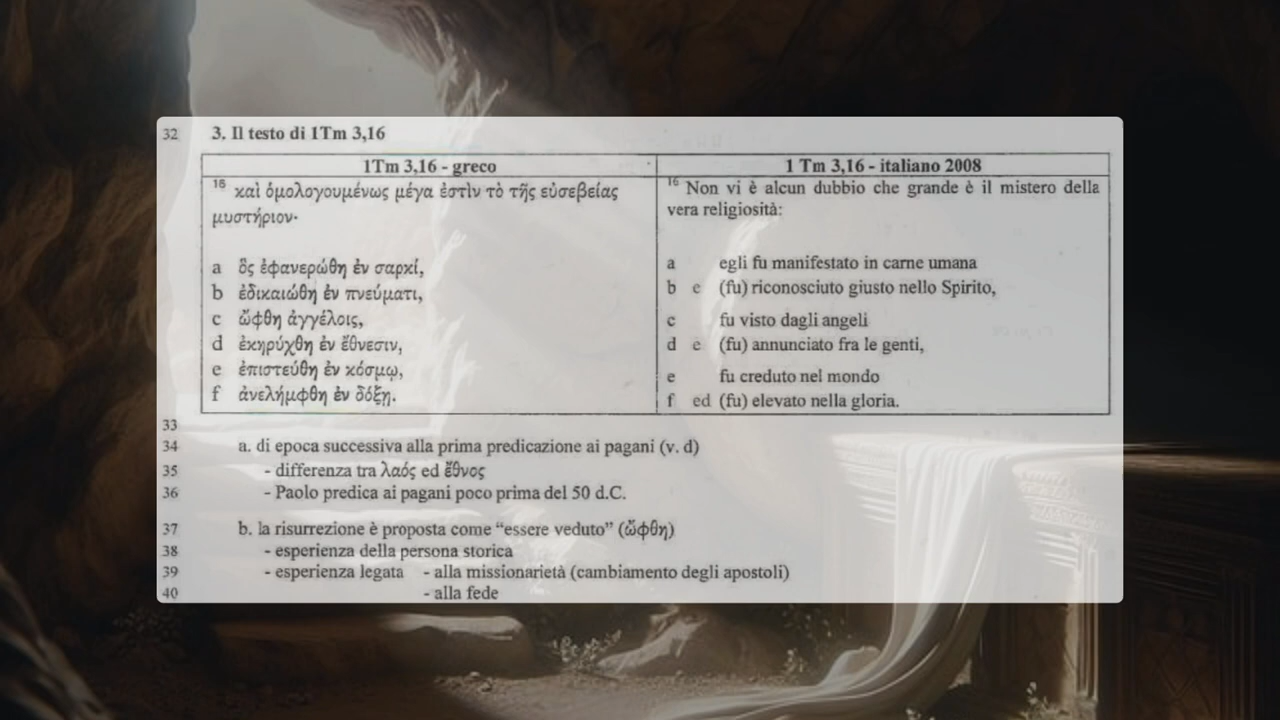 32 3. Il testo di 1Tm 3,16
1Tm 3,16 - greco
16 καὶ ὁμολογουμένως μέγα ἐστὶν τὸ τῆς εὐσεβείας
μυστήριον·
a ὃς ἐφανερώθη ἐν σαρκί,
b ἐδικαιώθη ἐν πνεύματι,
c ὤφθη ἀγγέλοις,
d ἐκηρύχθη ἐν ἔθνεσιν,
e ἐπιστεύθη ἐν κόσμῳ,
f ἀνελήμφθη ἐν δόξῃ.
1 Tm 3,16 - italiano 2008
16 Non vi è alcun dubbio che grande è il mistero della
vera religiosità:
a egli fu manifestato in carne umana
b e (fu) riconosciuto giusto nello Spirito,
c fu visto dagli angeli
d e (fu) annunciato fra le genti,
e fu creduto nel mondo
f ed (fu) elevato nella gloria.
33
34 a. di epoca successiva alla prima predicazione ai pagani (v. d)
35 - differenza tra λαός ed ἔθνος
36 - Paolo predica ai pagani poco prima del 50 d.C.
37 b. la risurrezione è proposta come “essere veduto” (ὤφθη)
38 - esperienza della persona storica
39 - esperienza legata - alla missionarietà (cambiamento degli apostoli)
40 - alla fede